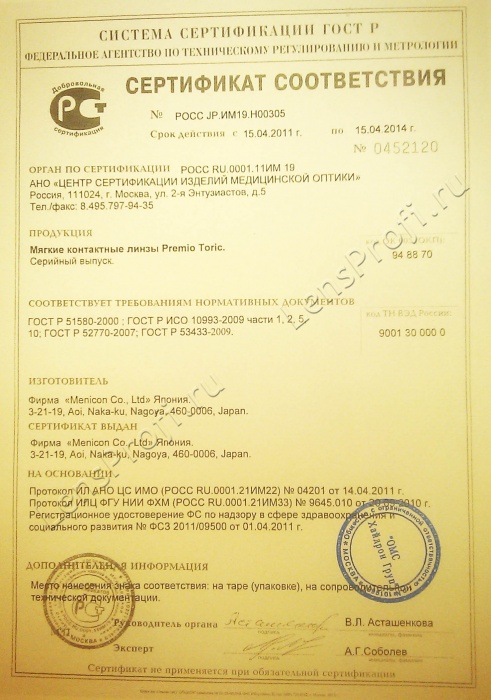 СИСТЕМА СЕРТИФИКАЦИИ ГОСТ Р
ФЕДЕРАЛЬНОЕ АГЕНТСТВО ПО ТЕХНИЧЕСКОМУ РЕГУЛИРОВАНИЮ И МЕТРОЛОГИИ
Добровольная
сертификация
СЕРТИФИКАТ СООТВЕТСТВИЯ
№ РОСС JP.ИМ19.Н00305
Срок действия с 15.04.2011 г. по 15.04.2014 г.
№ 0452120
ОРГАН ПО СЕРТИФИКАЦИИ РОСС RU.0001.11ИМ 19
АНО «ЦЕНТР СЕРТИФИКАЦИИ ИЗДЕЛИЙ МЕДИЦИНСКОЙ ОПТИКИ»
Россия, 111024, г. Москва, ул. 2-я Энтузиастов, д.5
Тел./факс: 8.495.797-94-35
ПРОДУКЦИЯ
Мягкие контактные линзы Premio Toric.
Серийный выпуск.
94 88 70
СООТВЕТСТВУЕТ ТРЕБОВАНИЯМ НОРМАТИВНЫХ ДОКУМЕНТОВ
ГОСТ Р 51580-2000 ; ГОСТ Р ИСО 10993-2009 части 1, 2, 5,
10; ГОСТ Р 52770-2007; ГОСТ Р 53433-2009.
код ТН ВЭД России:
9001 30 000 0
ИЗГОТОВИТЕЛЬ
Фирма «Menicon Co., Ltd» Япония.
3-21-19, Aoi, Naka-ku, Nagoya, 460-0006, Japan.
СЕРТИФИКАТ ВЫДАН
Фирма «Menicon Co., Ltd» Япония.
3-21-19, Aoi, Naka-ku, Nagoya, 460-0006, Japan.
НА ОСНОВАНИИ
Протокол ИЛ АНО ЦС ИМО (РОСС RU.0001.21ИМ22) № 04201 от 14.04.2011 г.
Протокол ИЛЦ ФГУ НИИ ФХМ (РОСС RU.0001.21ИМ33) № 9645.010 от 2010 г.
Регистрационное удостоверение ФС по надзору в сфере здравоохранения и
социального развития № ФСЗ 2011/09500 от 01.04.2011 г.
ДОПОЛНИТЕЛЬНАЯ ИНФОРМАЦИЯ
Место нанесения знака соответствия: на таре (упаковке), на сопроводительной
технической документации.
Руководитель органа
подпись
В.Л. Асташенкова
Эксперт
подпись
А.Г.Соболев
Сертификат не применяется при обязательной сертификации
"ОМС Хайдрон Групп"
МОСКВА
LensProfi.ru
LensProfi.ru